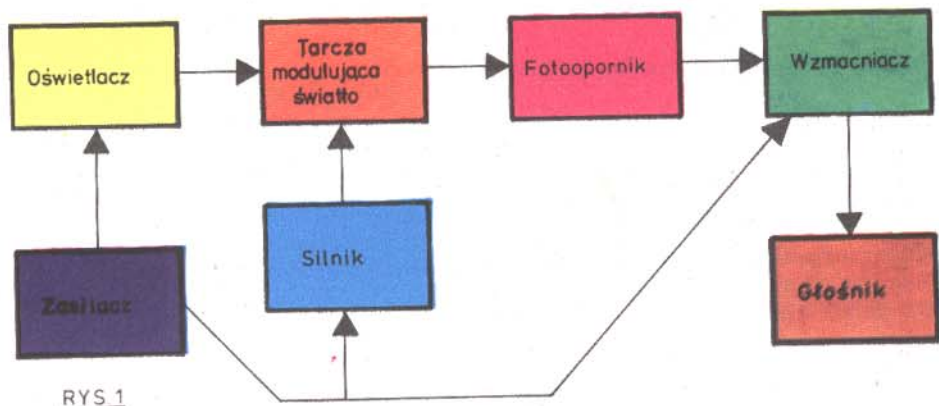 Oświetlacz
Tarcza
modulująca
światło
Fotoopornik
Wzmacniacz
Zasilacz
Silnik
Głośnik
RYS.1